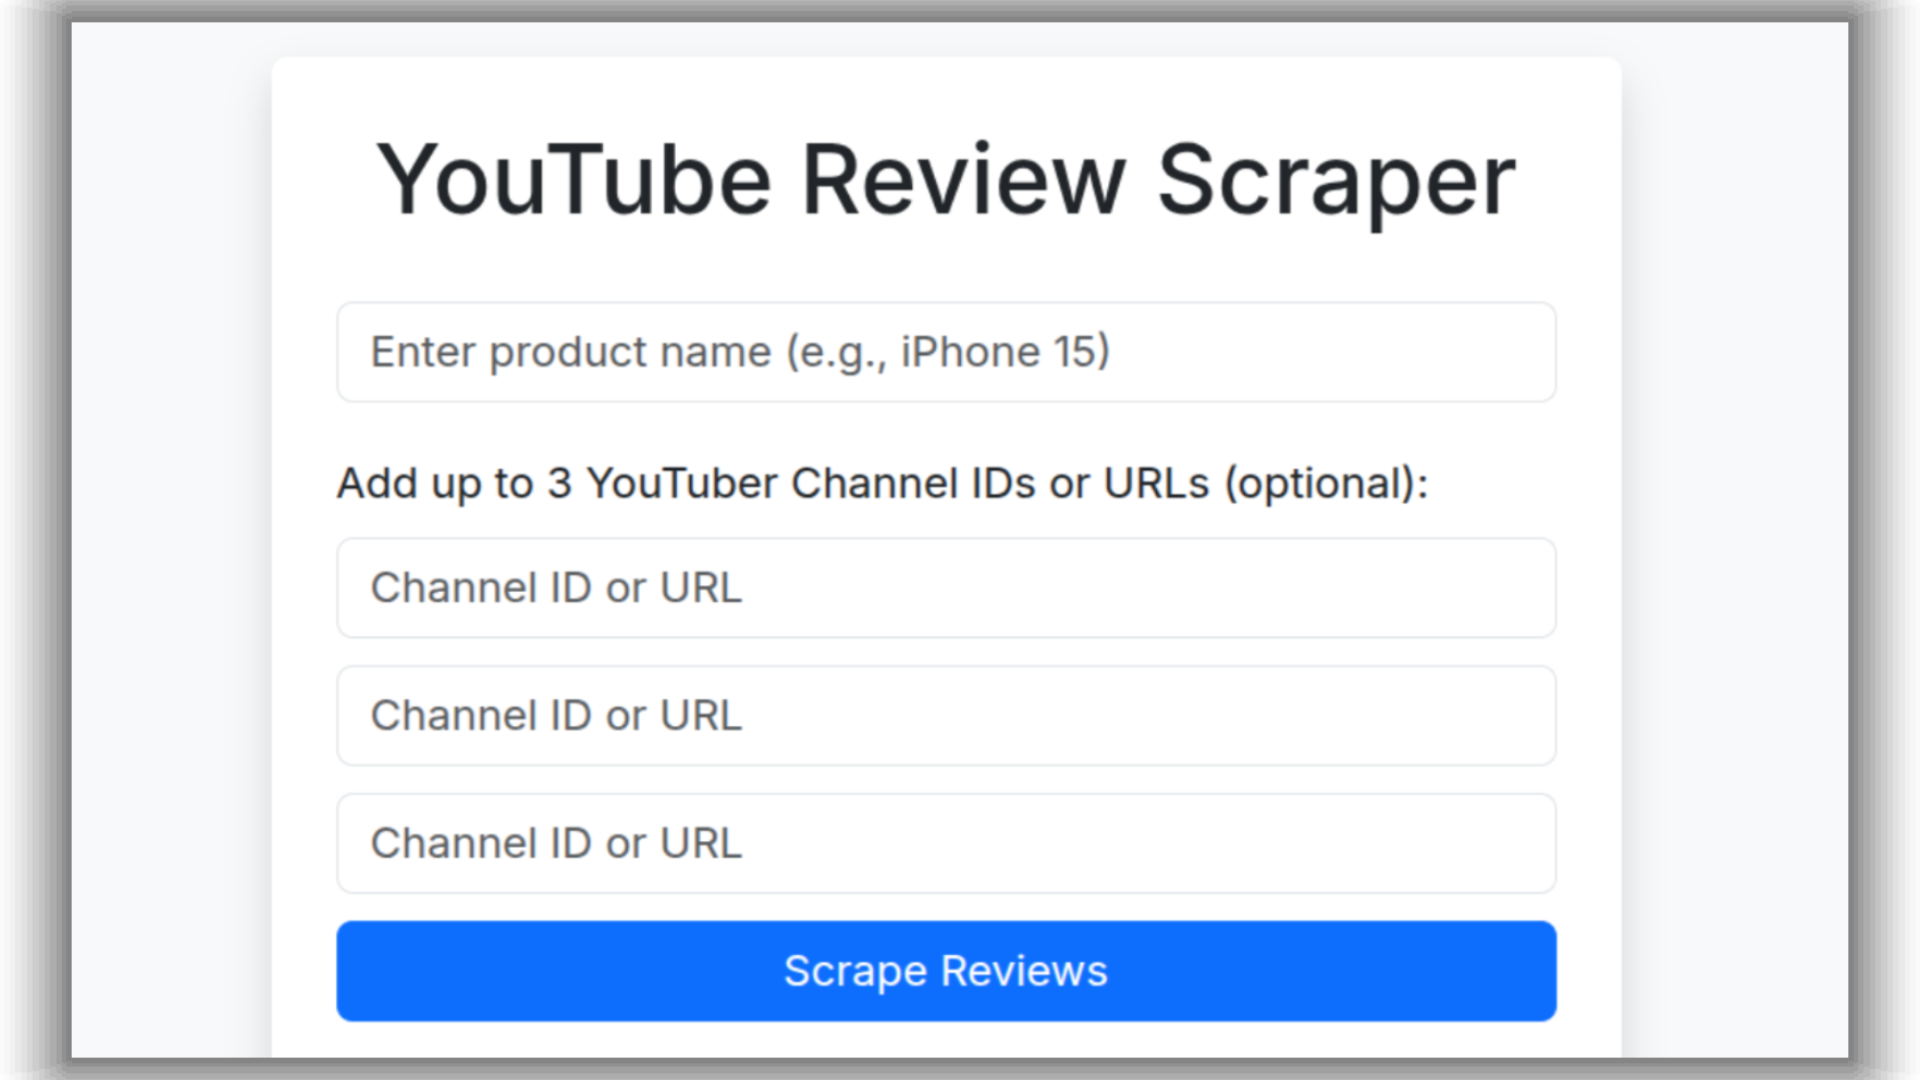 YouTube Review Scraper
Enter product name (e.g., iPhone 15)
Add up to 3 YouTuber Channel IDs or URLs (optional):
Channel ID or URL
Channel ID or URL
Channel ID or URL
Scrape Reviews